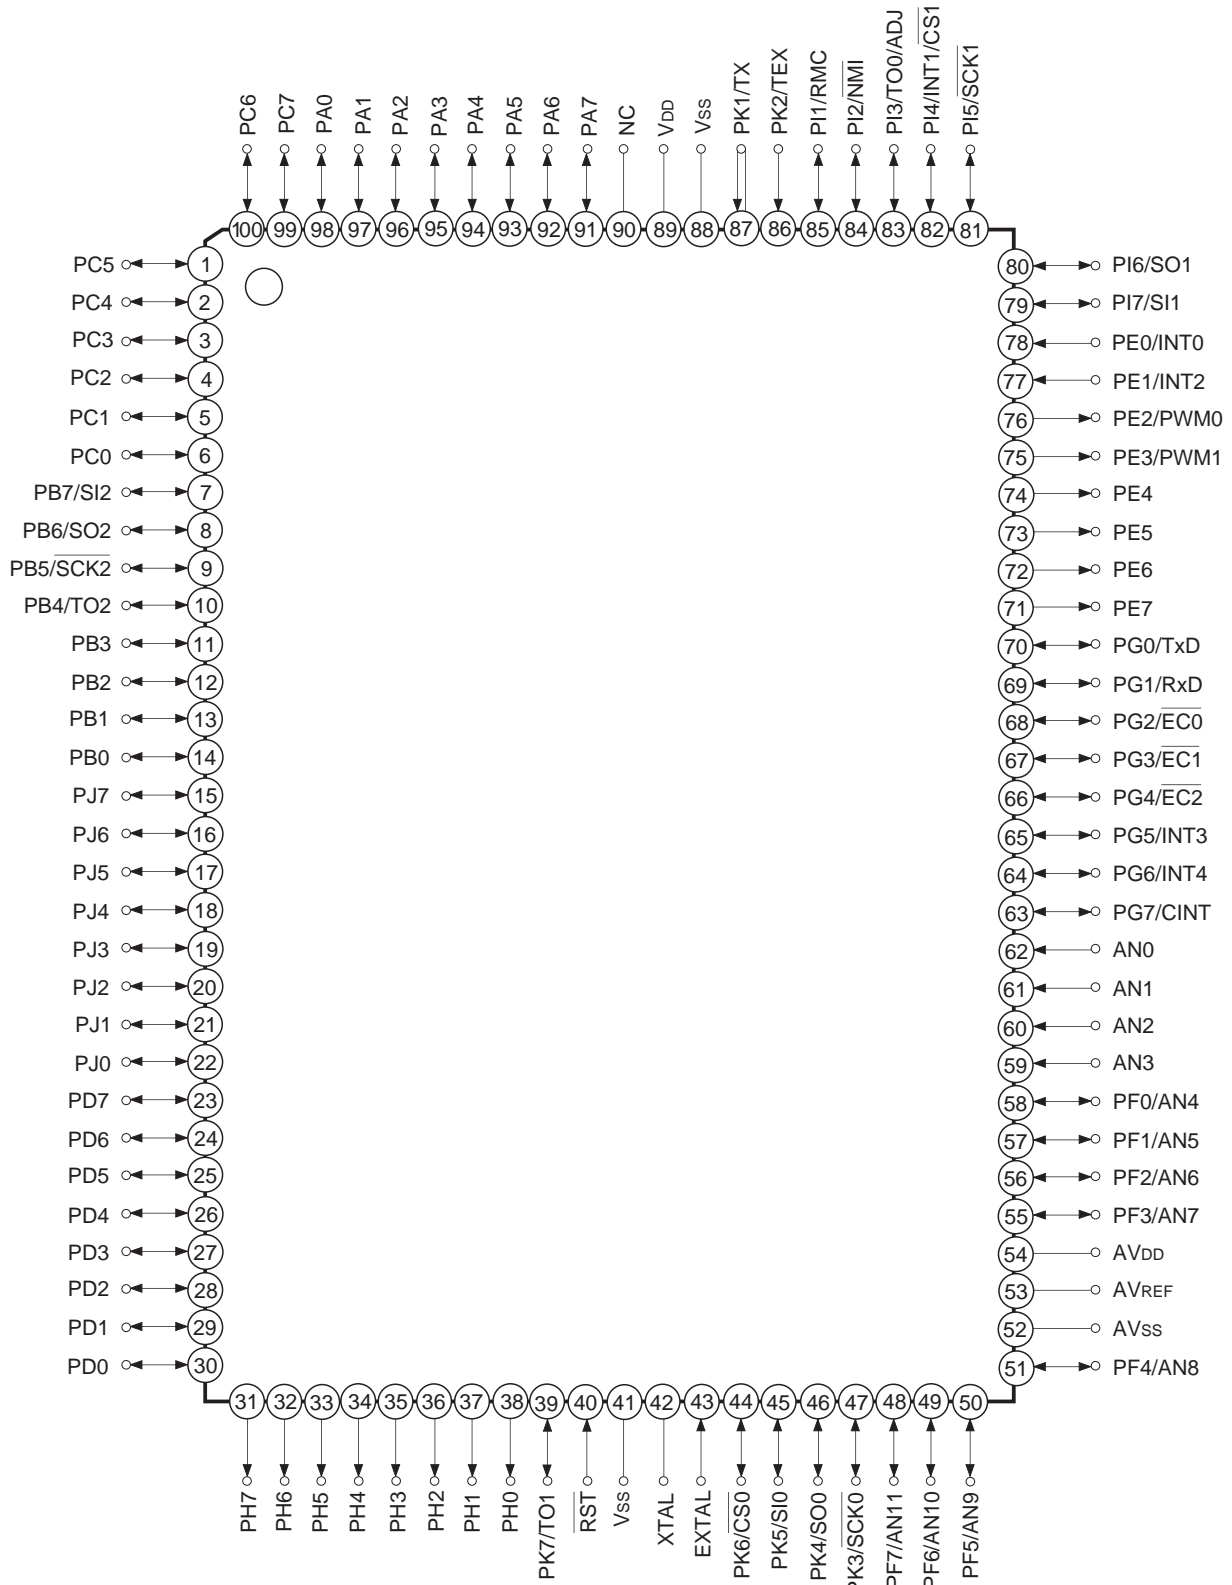 PC6
PC7
PA0
PA1
PA2
PA3
PA4
PA5
PA6
PA7
NC
VDD
VSS
PK1/TX
PK2/TEX
PI1/RMC
PI2/N̅M̅I̅
PI3/TO0/ADJ
PI4/INT1/C̅S̅1̅
PI5/S̅C̅K̅1̅
100
99
98
97
96
95
94
93
92
91
90
89
88
87
86
85
84
83
82
81
PC5 1
PC4 2
PC3 3
PC2 4
PC1 5
PC0 6
PB7/SI2 7
PB6/SO2 8
PB5/S̅C̅K̅2̅ 9
PB4/TO2 10
PB3 11
PB2 12
PB1 13
PB0 14
PJ7 15
PJ6 16
PJ5 17
PJ4 18
PJ3 19
PJ2 20
PJ1 21
PJ0 22
PD7 23
PD6 24
PD5 25
PD4 26
PD3 27
PD2 28
PD1 29
PD0 30
80 PI6/SO1
79 PI7/SI1
78 PE0/INT0
77 PE1/INT2
76 PE2/PWM0
75 PE3/PWM1
74 PE4
73 PE5
72 PE6
71 PE7
70 PG0/TxD
69 PG1/RxD
68 PG2/E̅C̅0̅
67 PG3/E̅C̅1̅
66 PG4/E̅C̅2̅
65 PG5/INT3
64 PG6/INT4
63 PG7/CINT
62 AN0
61 AN1
60 AN2
59 AN3
58 PF0/AN4
57 PF1/AN5
56 PF2/AN6
55 PF3/AN7
54 AVDD
53 AVREF
52 AVSS
51 PF4/AN8
31
32
33
34
35
36
37
38
39
40
41
42
43
44
45
46
47
48
49
50
PH7
PH6
PH5
PH4
PH3
PH2
PH1
PH0
PK7/TO1
R̅S̅T̅
VSS
XTAL
EXTAL
PK6/C̅S̅0̅
PK5/SI0
PK4/SO0
PK3/S̅C̅K̅0̅
PF7/AN11
PF6/AN10
PF5/AN9